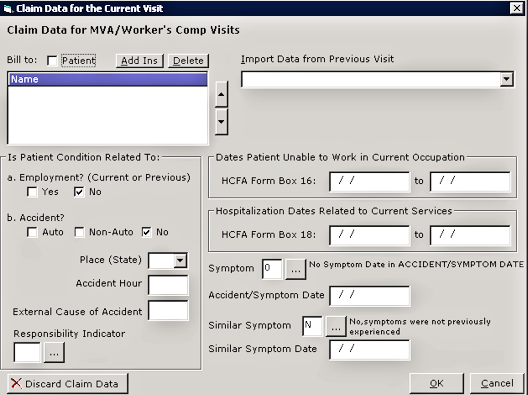 Claim Data for the Current Visit
Claim Data for MVA/Worker's Comp Visits
Bill to: Patient Add Ins Delete
Import Data from Previous Visit
Name
Is Patient Condition Related To:
a. Employment? (Current or Previous)
Yes No
b. Accident?
Auto Non-Auto No
Place (State)
Accident Hour
External Cause of Accident
Responsibility Indicator
...
Dates Patient Unable to Work in Current Occupation
HCFA Form Box 16: / / to / /
Hospitalization Dates Related to Current Services
HCFA Form Box 18: / / to / /
Symptom 0 ... No Symptom Date in ACCIDENT/SYMPTOM DATE
Accident/Symptom Date / /
Similar Symptom N ... No,symptoms were not previously
experienced
Similar Symptom Date / /
Discard Claim Data
OK Cancel